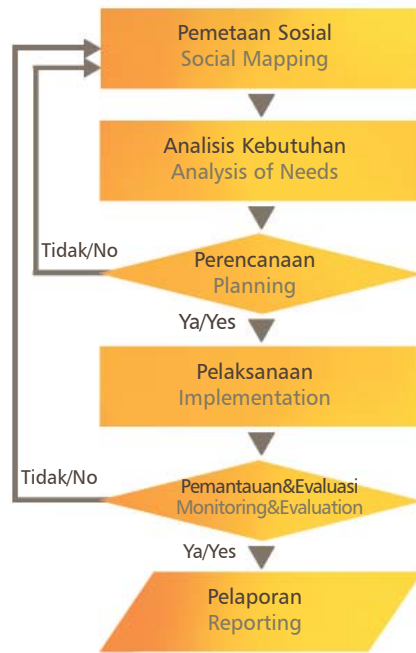 Pemetaan Sosial
Social Mapping
Analisis Kebutuhan
Analysis of Needs
Tidak/No
Perencanaan
Planning
Ya/Yes
Pelaksanaan
Implementation
Tidak/No
Pemantauan&Evaluasi
Monitoring&Evaluation
Ya/Yes
Pelaporan
Reporting